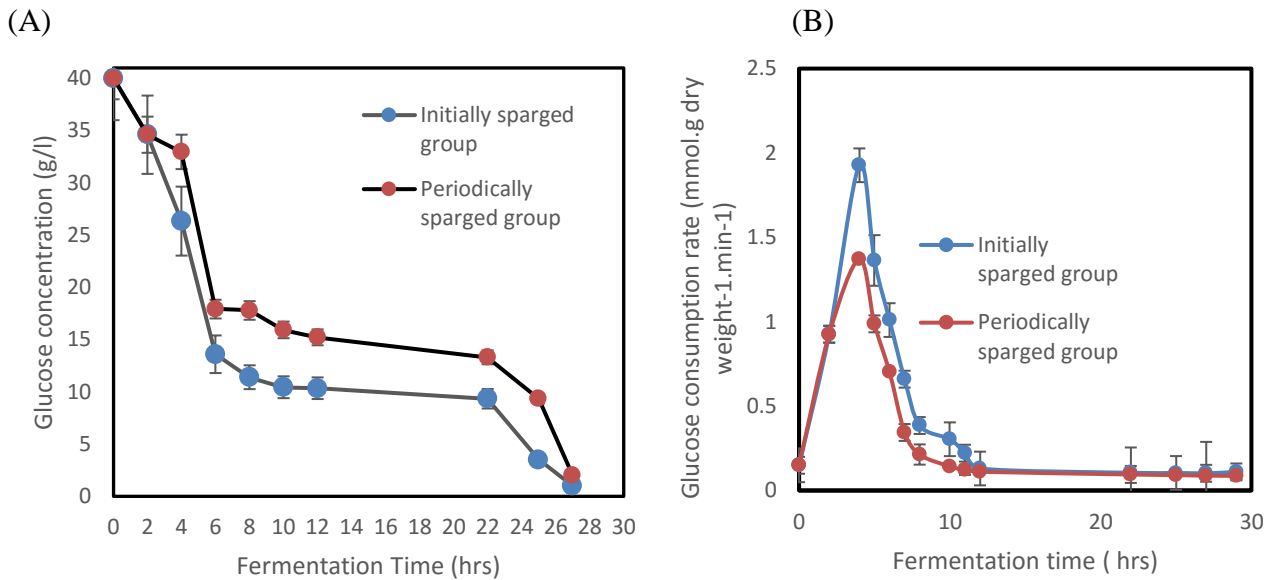 (A)
(B)
Glucose concentration (g/l)
40
35
30
25
20
15
10
5
0
0 2 4 6 8 10 12 14 16 18 20 22 24 26 28 30
Fermentation Time (hrs)
Initially sparged
group
Periodically
sparged group
Glucose consumption rate (mmol.g dry
weight-1.min-1)
2.5
2
1.5
1
0.5
0
0 10 20 30
Fermentation time ( hrs)
Initially
sparged group
Periodically
sparged group